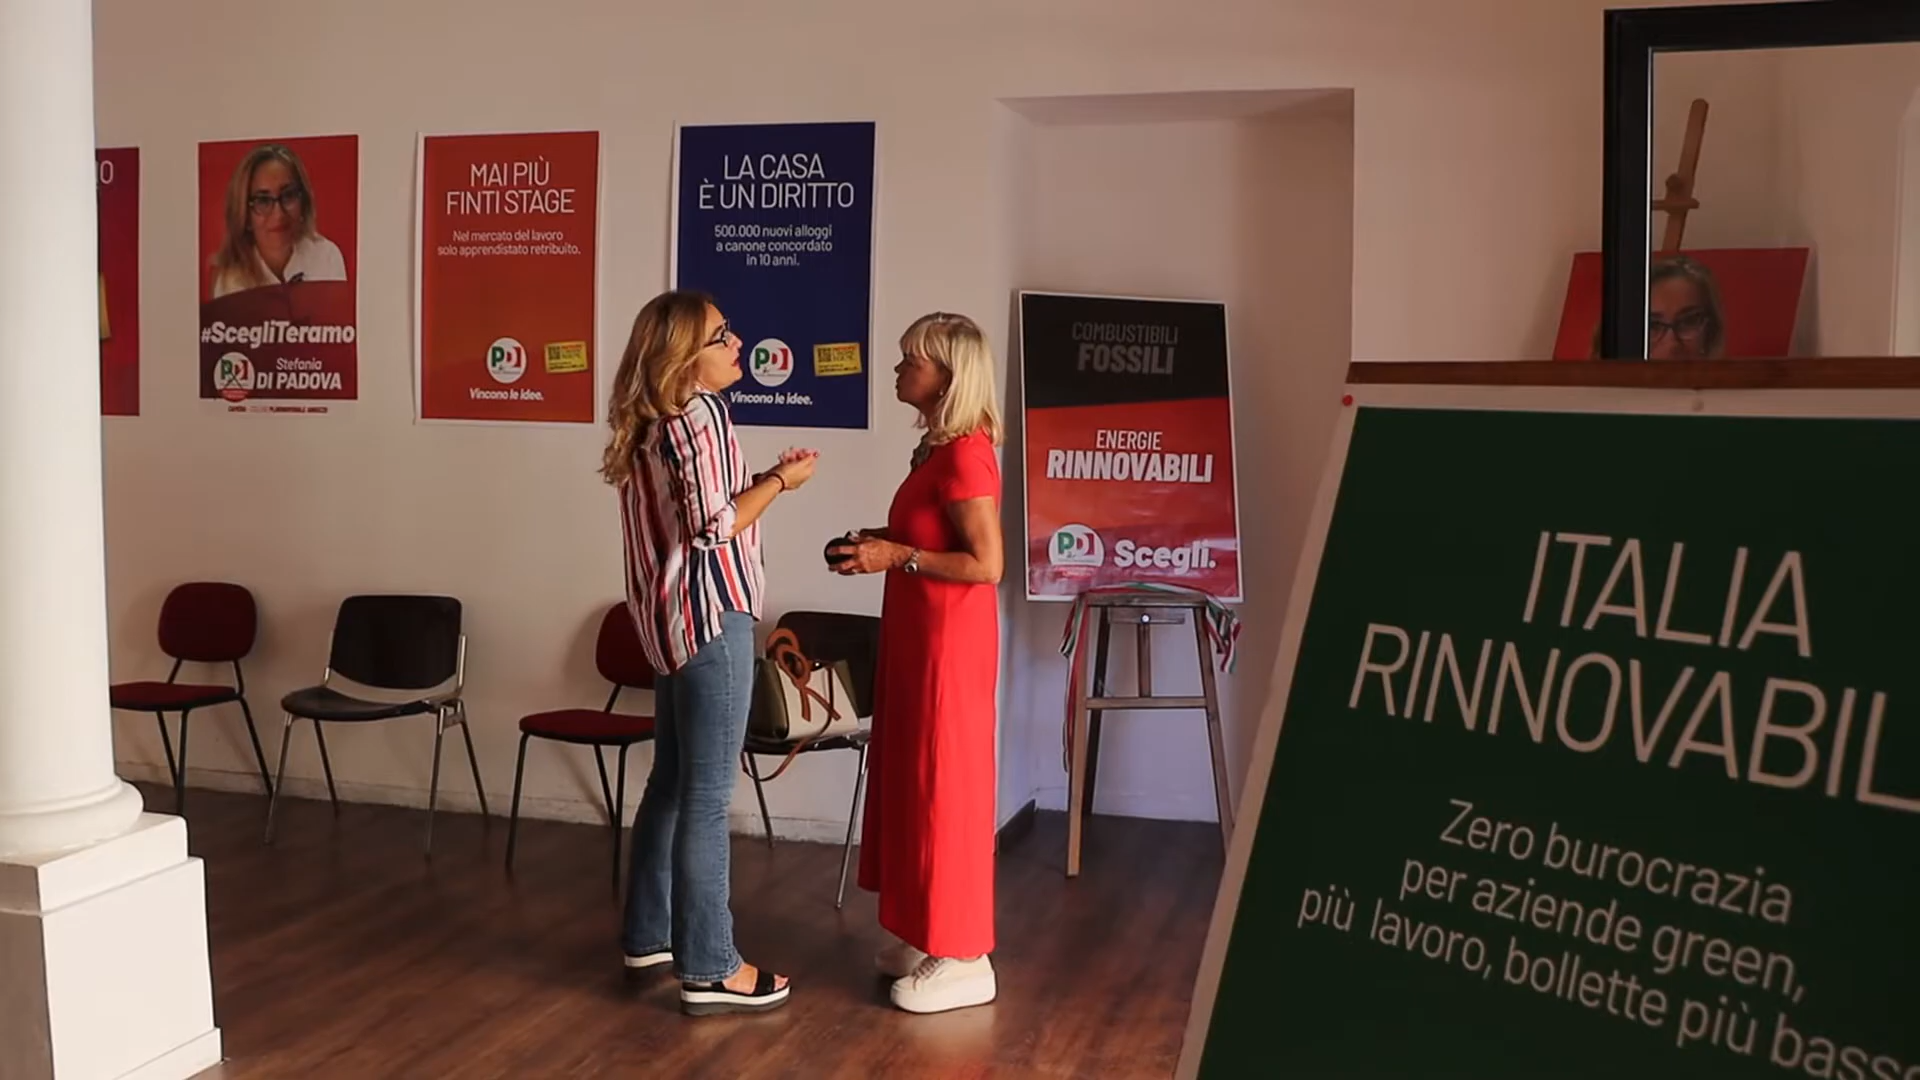 #ScegliTeramo
PD
Stefania
DI PADOVA
MAI PIÙ
FINTI STAGE
Nel mercato del lavoro
solo apprendistato retribuito.
PD
Vincono le idee.
LA CASA
È UN DIRITTO
500.000 nuovi alloggi
a canone concordato
in 10 anni.
PD
Vincono le idee.
COMBUSTIBILI
FOSSILI
ENERGIE
RINNOVABILI
PD
Scegli.
ITALIA
RINNOVABIL
Zero burocrazia
per aziende green,
più lavoro, bollette più basse